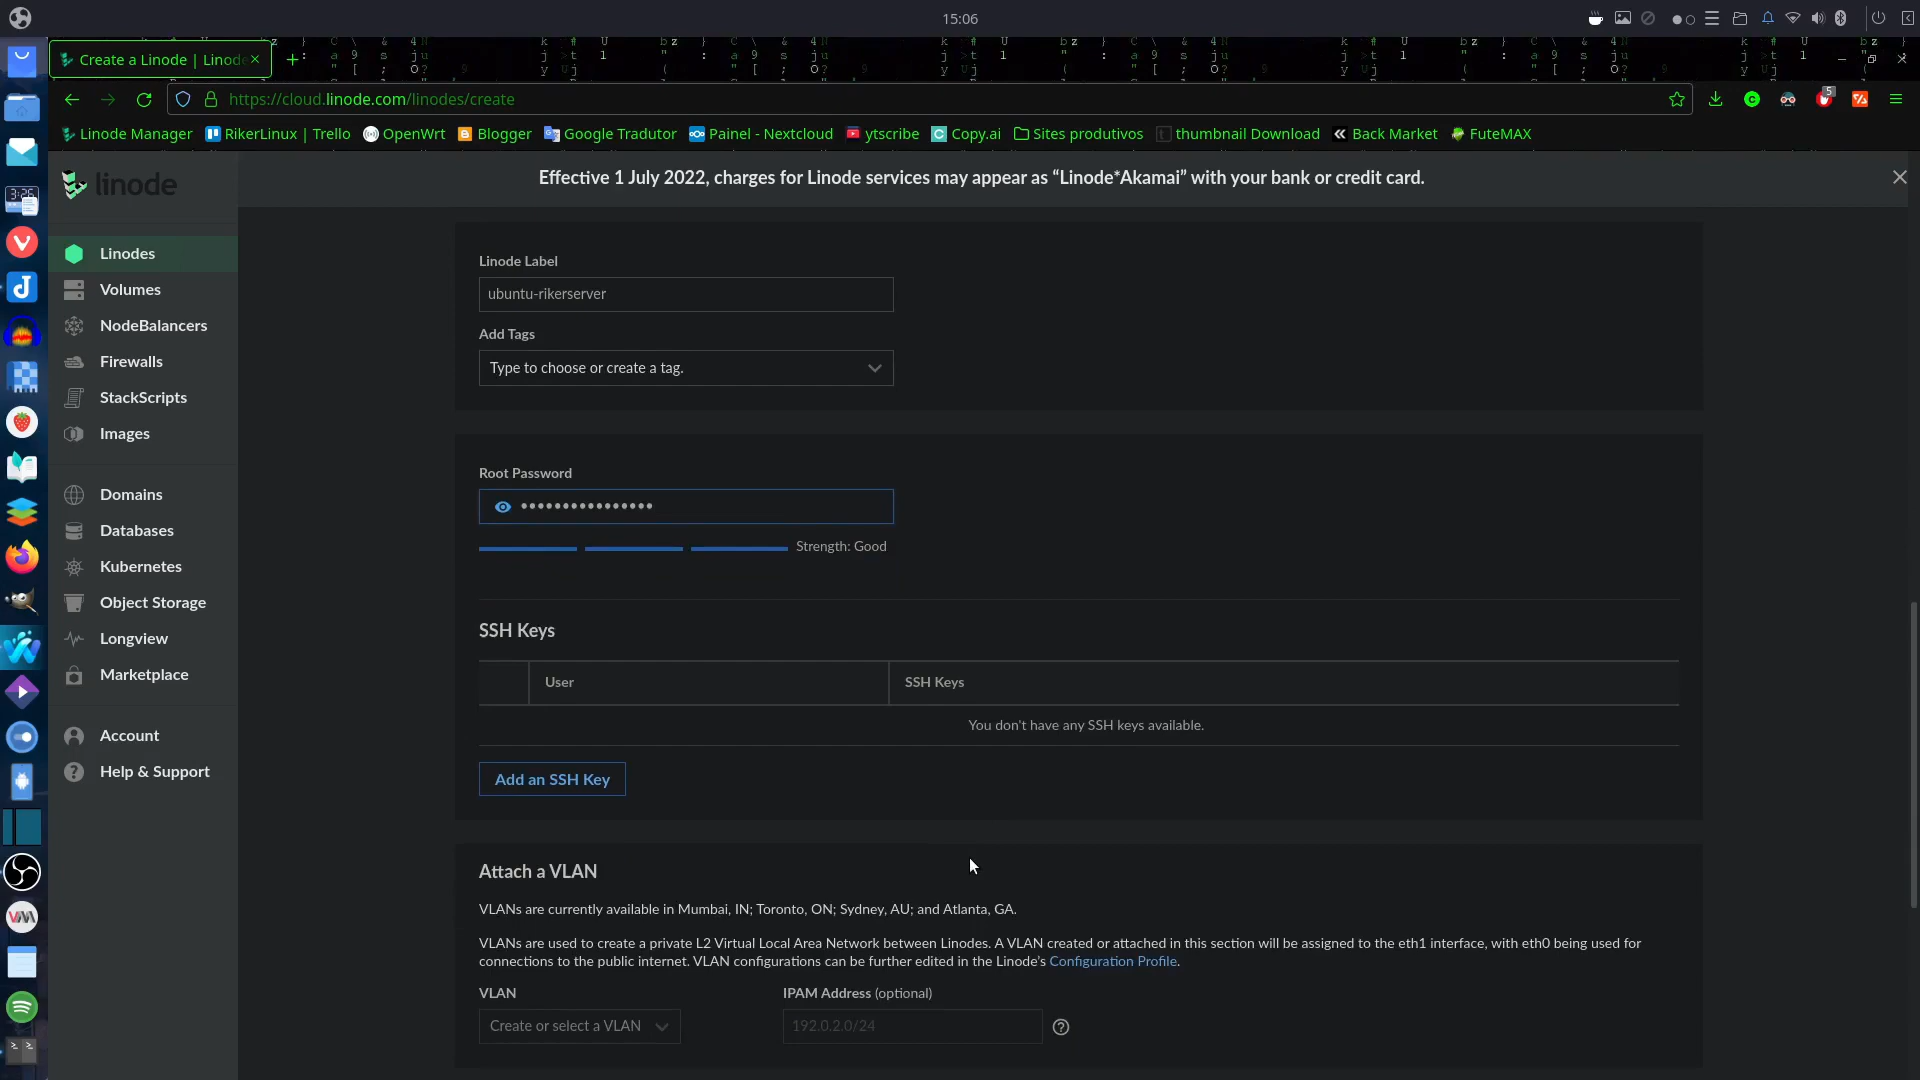 15:06
Create a Linode | Linode
https://cloud.linode.com/linodes/create
5
Linode Manager
RikerLinux | Trello
OpenWrt
Blogger
Google Tradutor
Painel - Nextcloud
ytscribe
Copy.ai
Sites produtivos
thumbnail Download
Back Market
FuteMAX
linode
Effective 1 July 2022, charges for Linode services may appear as “Linode*Akamai” with your bank or credit card.
Linodes
Volumes
NodeBalancers
Firewalls
StackScripts
Images
Domains
Databases
Kubernetes
Object Storage
Longview
Marketplace
Account
Help & Support
Linode Label
ubuntu-rikerserver
Add Tags
Type to choose or create a tag.
Root Password
••••••••••••••••
Strength: Good
SSH Keys
User
SSH Keys
You don't have any SSH keys available.
Add an SSH Key
Attach a VLAN
VLANs are currently available in Mumbai, IN; Toronto, ON; Sydney, AU; and Atlanta, GA.
VLANs are used to create a private L2 Virtual Local Area Network between Linodes. A VLAN created or attached in this section will be assigned to the eth1 interface, with eth0 being used for
connections to the public internet. VLAN configurations can be further edited in the Linode’s Configuration Profile.
VLAN
Create or select a VLAN
IPAM Address (optional)
192.0.2.0/24